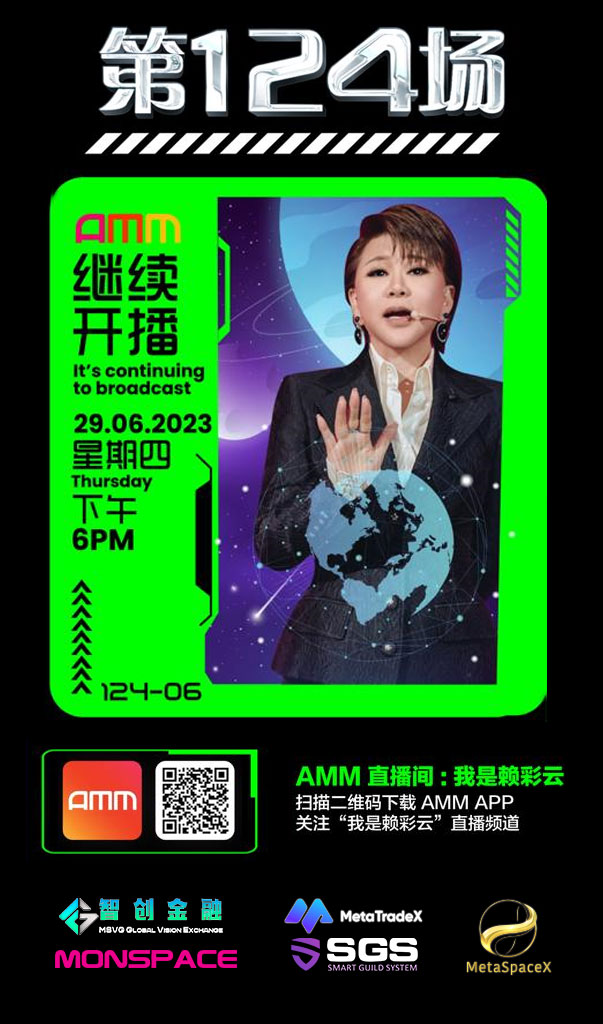 第124场
AMM
继续
开播
It's continuing
to broadcast
29.06.2023
星期四
Thursday
下午
6PM
124-06
AMM
AMM 直播间 : 我是赖彩云
扫描二维码下载 AMM APP
关注“我是赖彩云”直播频道
智创金融
MSVG GLOBAL VISION EXCHANGE
MONSPACE
MetaTradeX
SGS
SMART GUILD SYSTEM
MetaSpaceX